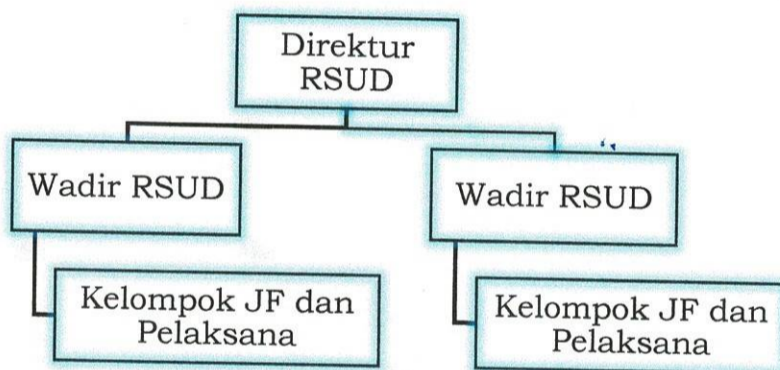 Direktur
RSUD
Wadir RSUD
Wadir RSUD
Kelompok JF dan
Pelaksana
Kelompok JF dan
Pelaksana